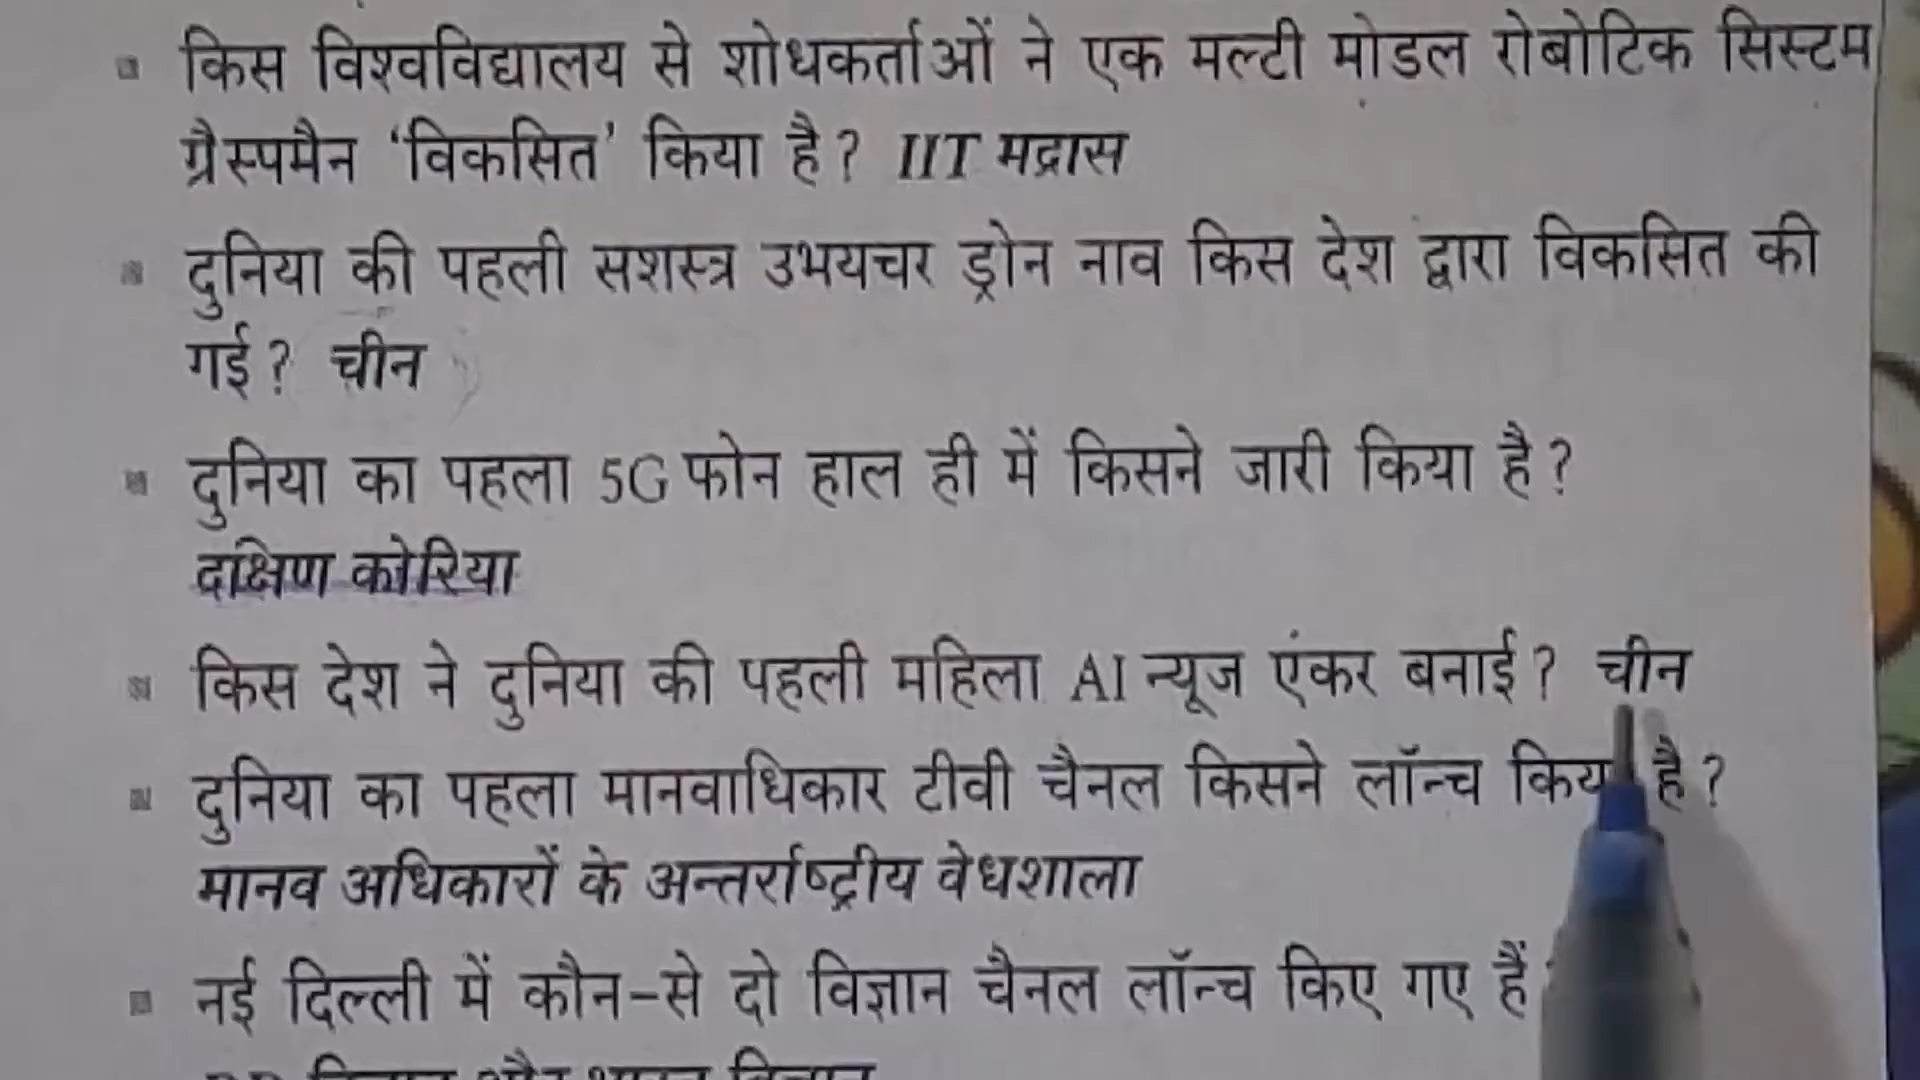 किस विश्वविद्यालय से शोधकर्ताओं ने एक मल्टी मोडल रोबोटिक सिस्टम
ग्रैस्पमैन ‘विकसित’ किया है? IIT मद्रास
दुनिया की पहली सशस्त्र उभयचर ड्रोन नाव किस देश द्वारा विकसित की
गई? चीन
दुनिया का पहला 5G फोन हाल ही में किसने जारी किया है?
दक्षिण कोरिया
किस देश ने दुनिया की पहली महिला AI न्यूज एंकर बनाई? चीन
दुनिया का पहला मानवाधिकार टीवी चैनल किसने लॉन्च किया है?
मानव अधिकारों के अन्तर्राष्ट्रीय वेधशाला
नई दिल्ली में कौन-से दो विज्ञान चैनल लॉन्च किए गए हैं